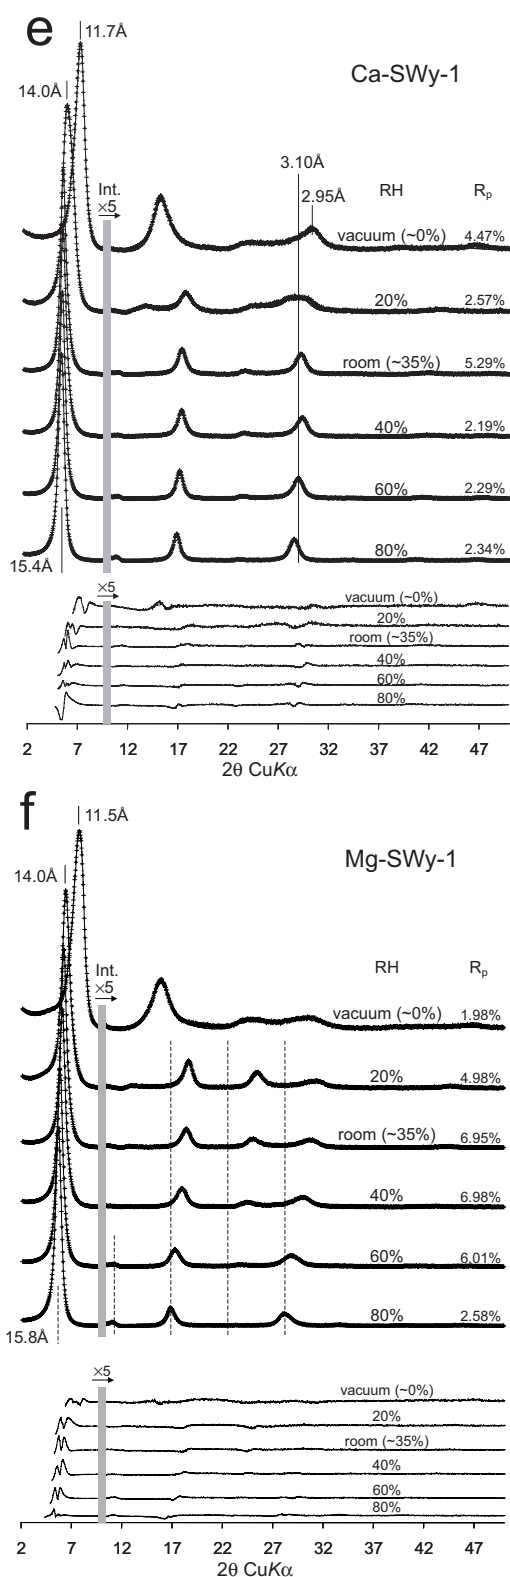 e
11.7Å
Ca-SWy-1
14.0Å
3.10Å
Int.
×5
2.95Å
RH
Rp
vacuum (~0%) 4.47%
20% 2.57%
room (~35%) 5.29%
40% 2.19%
60% 2.29%
80% 2.34%
15.4Å
×5
vacuum (~0%)
20%
room (~35%)
40%
60%
80%
2 7 12 17 22 27 32 37 42 47
2θ CuKα
f
11.5Å
Mg-SWy-1
14.0Å
Int.
×5
RH
Rp
vacuum (~0%) 1.98%
20% 4.98%
room (~35%) 6.95%
40% 6.98%
60% 6.01%
80% 2.58%
15.8Å
×5
vacuum (~0%)
20%
room (~35%)
40%
60%
80%
2 7 12 17 22 27 32 37 42 47
2θ CuKα